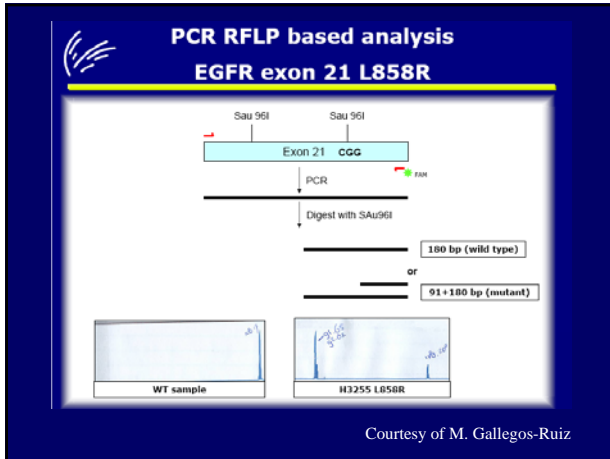 PCR RFLP based analysis
EGFR exon 21 L858R
Sau 96I Sau 96I
Exon 21 CGG
FAM
PCR
Digest with SAu96I
180 bp (wild type)
or
91+180 bp (mutant)
WT sample
H3255 L858R
Courtesy of M. Gallegos-Ruiz